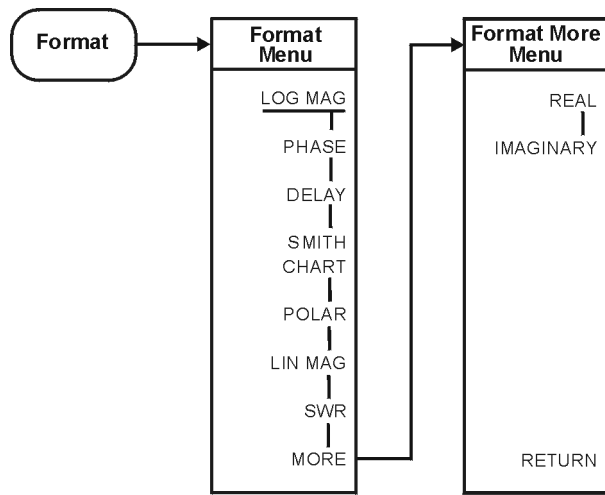 Format
Format
Menu
LOG MAG
PHASE
DELAY
SMITH
CHART
POLAR
LIN MAG
SWR
MORE
Format More
Menu
REAL
IMAGINARY
RETURN